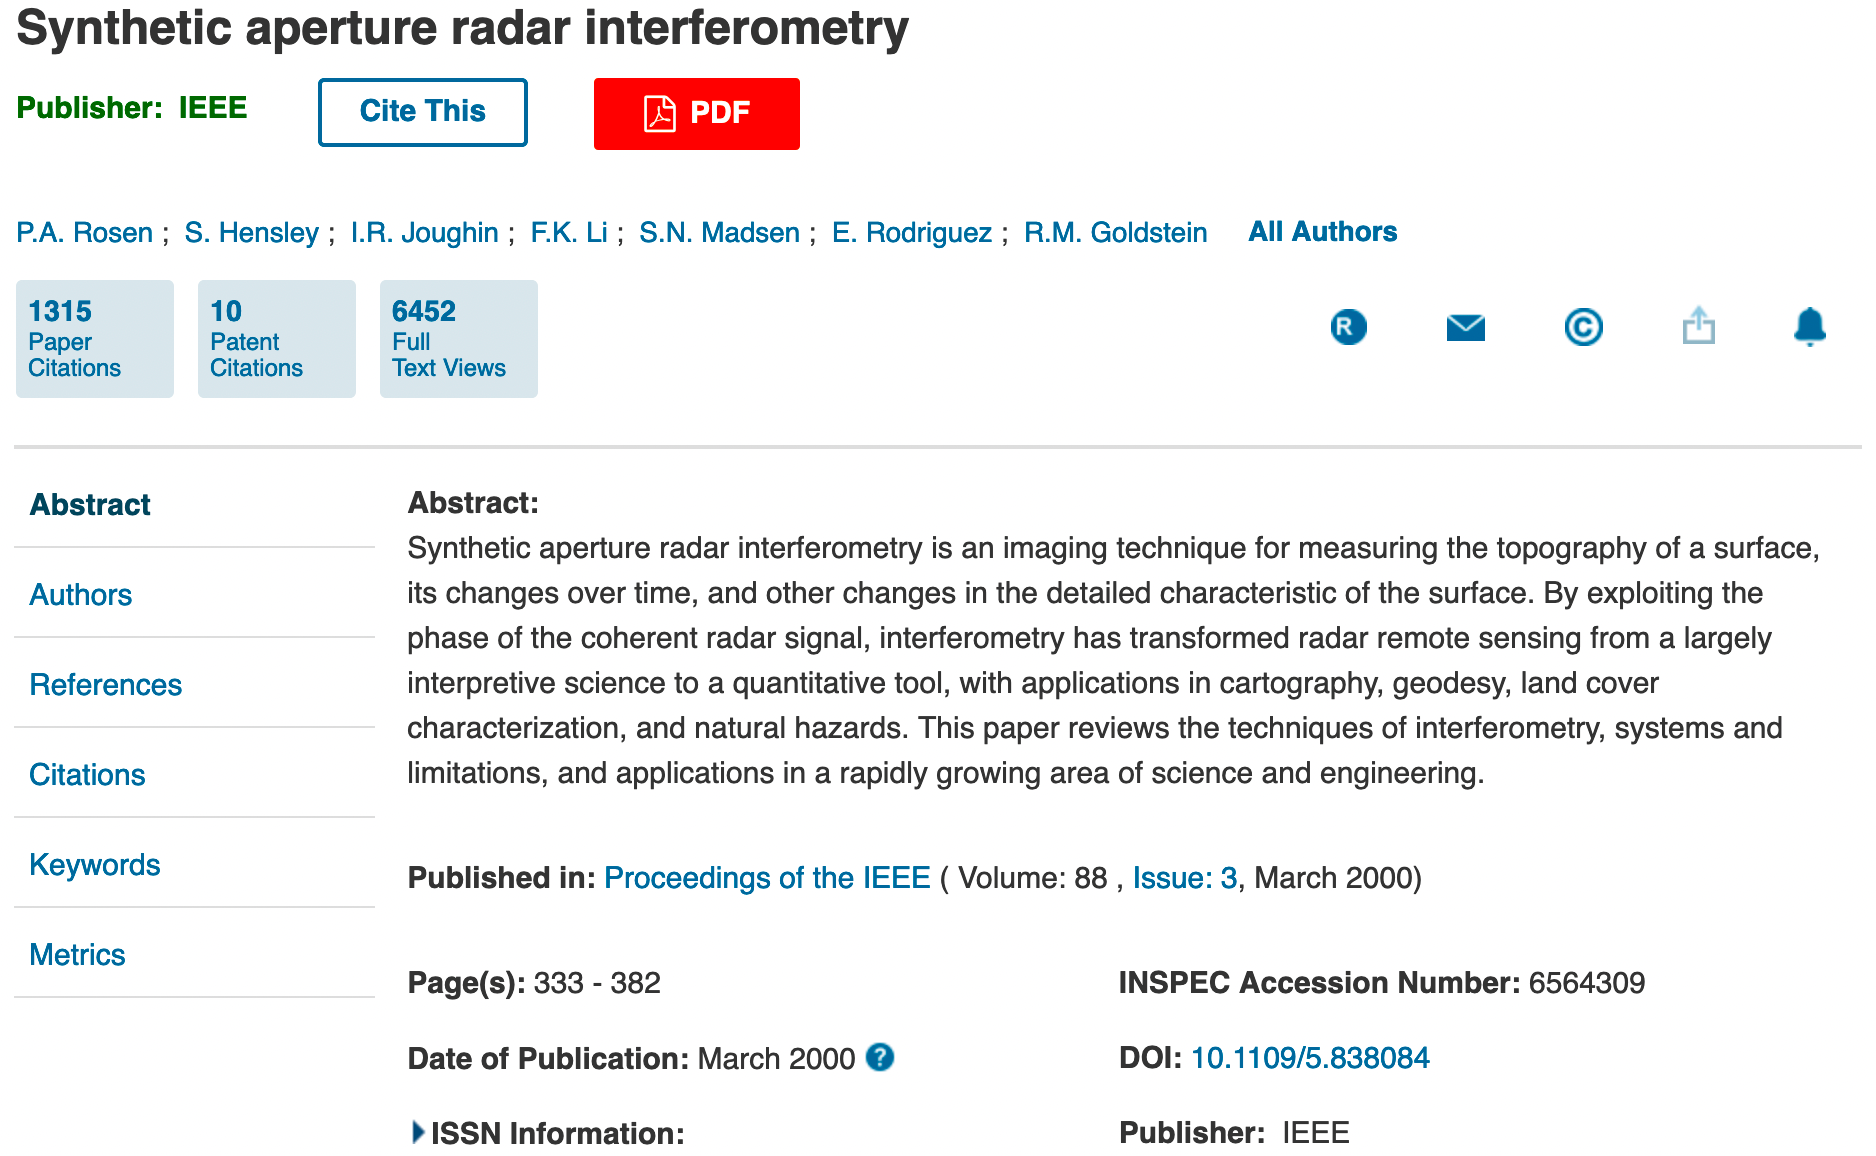 Synthetic aperture radar interferometry
Publisher: IEEE
Cite This
PDF
P.A. Rosen ; S. Hensley ; I.R. Joughin ; F.K. Li ; S.N. Madsen ; E. Rodriguez ; R.M. Goldstein All Authors
1315
Paper
Citations
10
Patent
Citations
6452
Full
Text Views
R
©
Abstract
Authors
References
Citations
Keywords
Metrics
Abstract:
Synthetic aperture radar interferometry is an imaging technique for measuring the topography of a surface,
its changes over time, and other changes in the detailed characteristic of the surface. By exploiting the
phase of the coherent radar signal, interferometry has transformed radar remote sensing from a largely
interpretive science to a quantitative tool, with applications in cartography, geodesy, land cover
characterization, and natural hazards. This paper reviews the techniques of interferometry, systems and
limitations, and applications in a rapidly growing area of science and engineering.
Published in: Proceedings of the IEEE ( Volume: 88 , Issue: 3, March 2000)
Page(s): 333 - 382
INSPEC Accession Number: 6564309
Date of Publication: March 2000 ?
DOI: 10.1109/5.838084
ISSN Information:
Publisher: IEEE